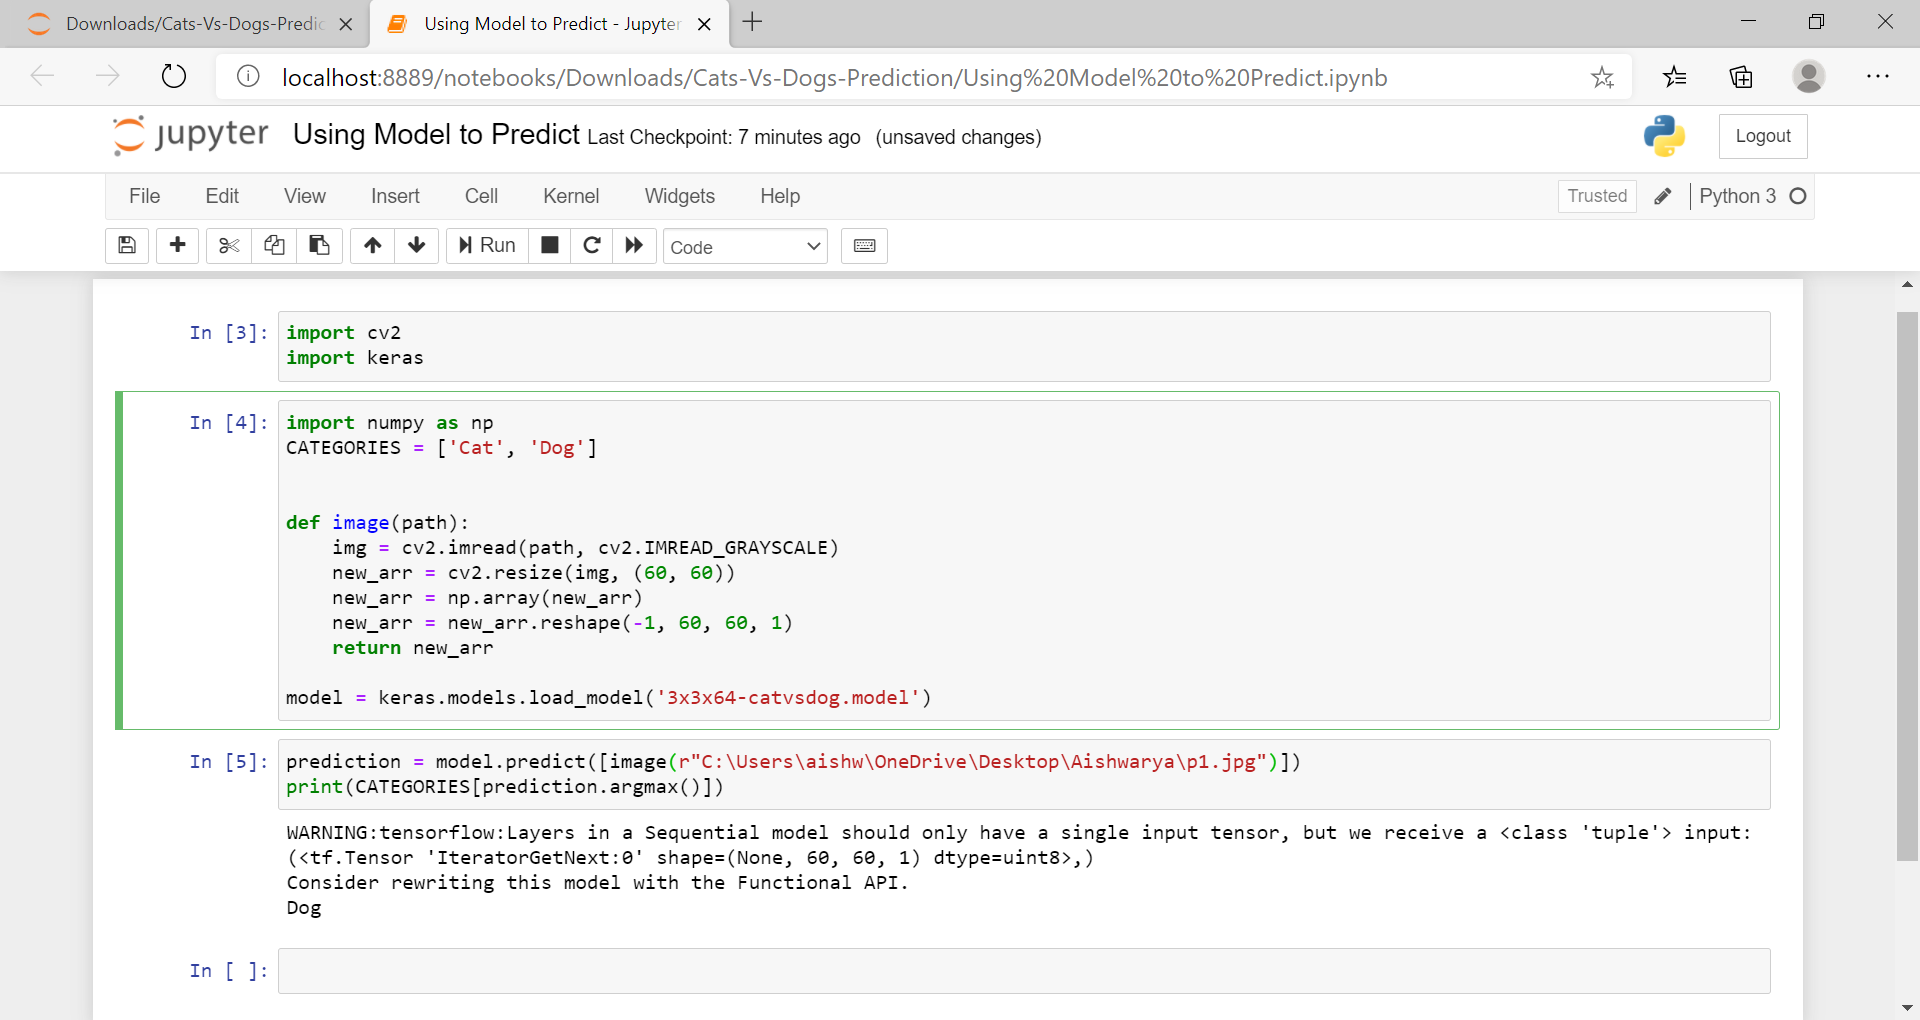 Downloads/Cats-Vs-Dogs-Predic
Using Model to Predict - Jupyter
localhost:8889/notebooks/Downloads/Cats-Vs-Dogs-Prediction/Using%20Model%20to%20Predict.ipynb
jupyter Using Model to Predict Last Checkpoint: 7 minutes ago (unsaved changes) Logout
File Edit View Insert Cell Kernel Widgets Help Trusted Python 3
Run Code
In [3]: import cv2
import keras
In [4]: import numpy as np
CATEGORIES = ['Cat', 'Dog']
def image(path):
    img = cv2.imread(path, cv2.IMREAD_GRAYSCALE)
    new_arr = cv2.resize(img, (60, 60))
    new_arr = np.array(new_arr)
    new_arr = new_arr.reshape(-1, 60, 60, 1)
    return new_arr
model = keras.models.load_model('3x3x64-catvsdog.model')
In [5]: prediction = model.predict([image(r"C:\Users\aishw\OneDrive\Desktop\Aishwarya\p1.jpg")])
print(CATEGORIES[prediction.argmax()])
WARNING:tensorflow:Layers in a Sequential model should only have a single input tensor, but we receive a <class 'tuple'> input:
(<tf.Tensor 'IteratorGetNext:0' shape=(None, 60, 60, 1) dtype=uint8>,)
Consider rewriting this model with the Functional API.
Dog
In [ ]: